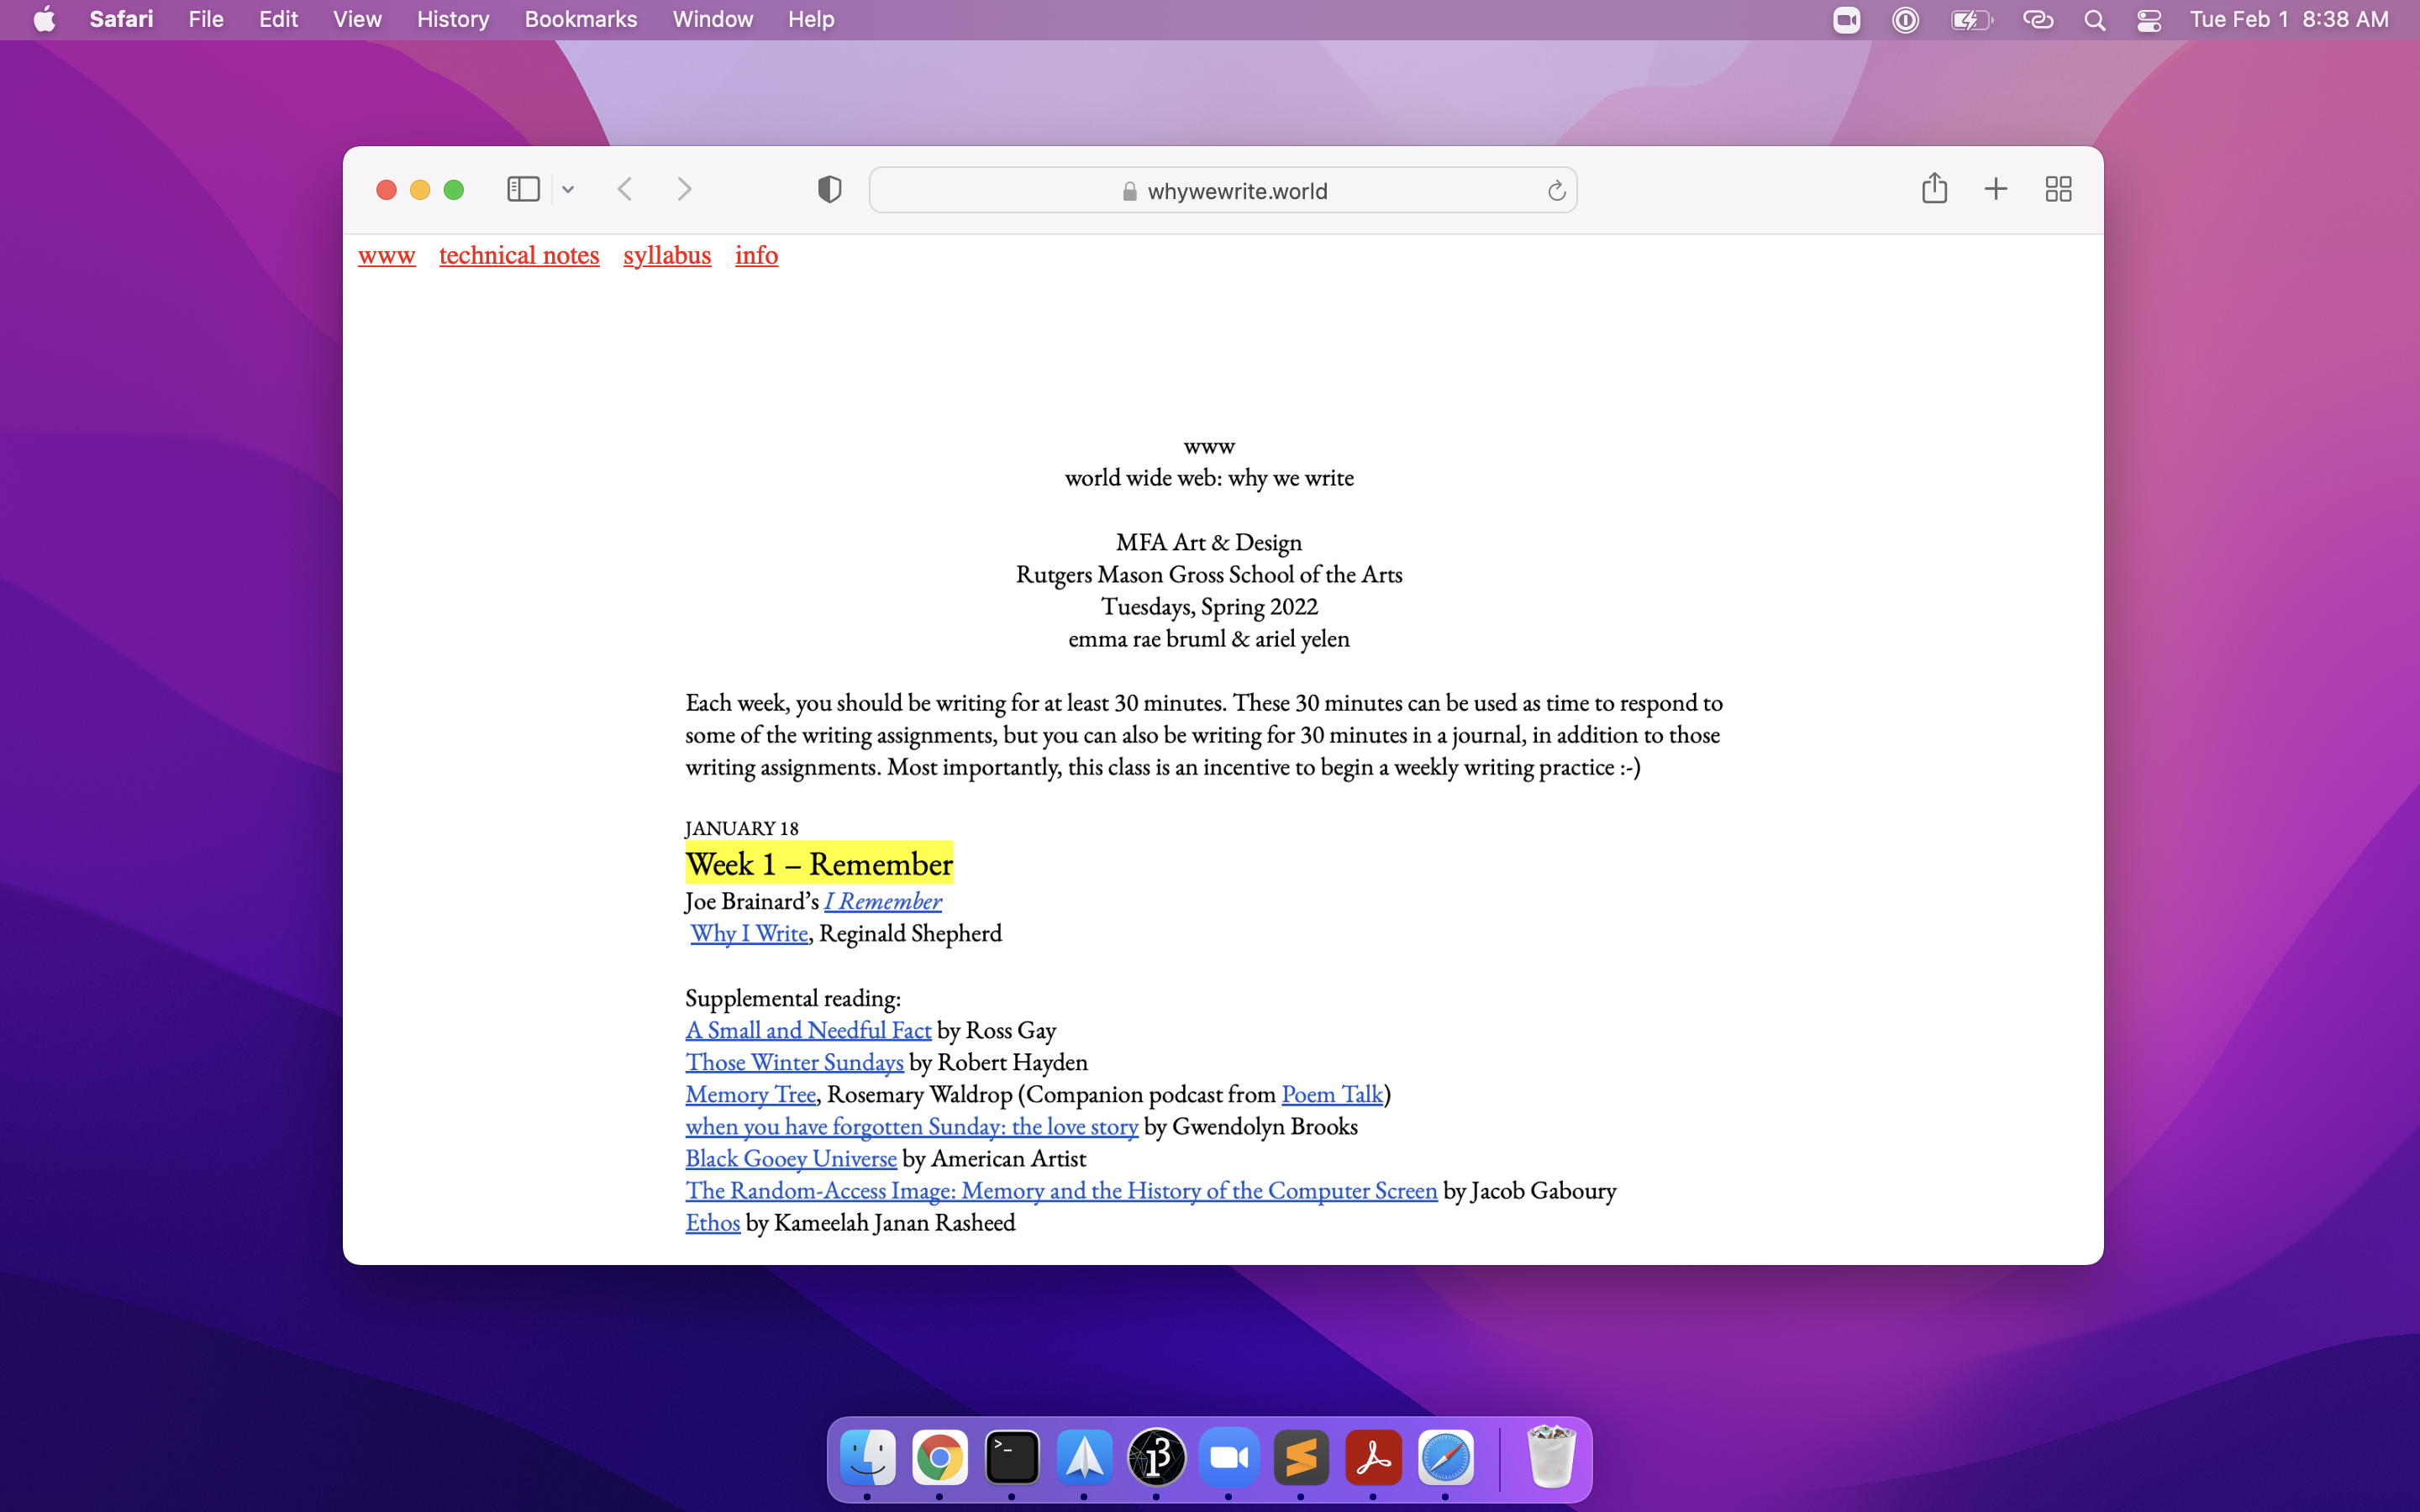 Safari File Edit View History Bookmarks Window Help Tue Feb 1 8:38 AM
whywewrite.world
www technical notes syllabus info
www
world wide web: why we write
MFA Art & Design
Rutgers Mason Gross School of the Arts
Tuesdays, Spring 2022
emma rae bruml & ariel yelen
Each week, you should be writing for at least 30 minutes. These 30 minutes can be used as time to respond to
some of the writing assignments, but you can also be writing for 30 minutes in a journal, in addition to those
writing assignments. Most importantly, this class is an incentive to begin a weekly writing practice :-)
JANUARY 18
Week 1 – Remember
Joe Brainard’s I Remember
Why I Write, Reginald Shepherd
Supplemental reading:
A Small and Needful Fact by Ross Gay
Those Winter Sundays by Robert Hayden
Memory Tree, Rosemary Waldrop (Companion podcast from Poem Talk)
when you have forgotten Sunday: the love story by Gwendolyn Brooks
Black Gooey Universe by American Artist
The Random-Access Image: Memory and the History of the Computer Screen by Jacob Gaboury
Ethos by Kameelah Janan Rasheed